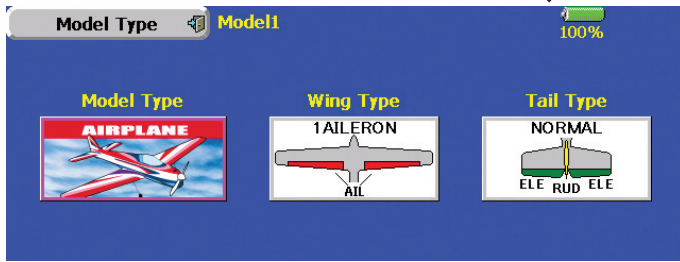 Model Type Model1
100%
Model Type Wing Type Tail Type
AIRPLANE 1AILERON NORMAL
AIL ELE RUD ELE